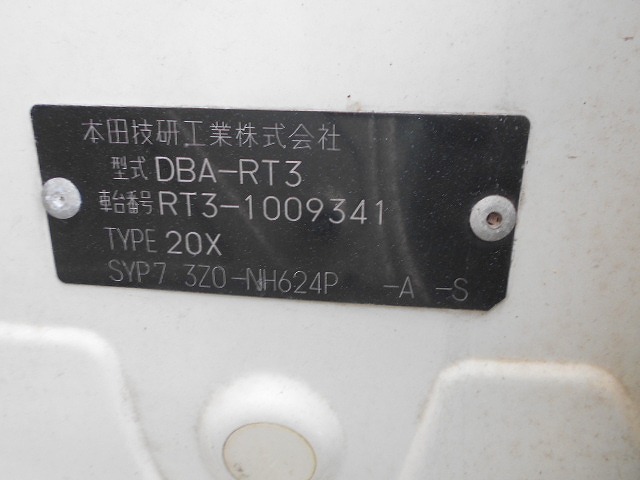 本田技研工業株式会社
型式 DBA-RT3
車台番号 RT3-1009341
TYPE 20X
SYP7 3Z0-NH624P -A -S